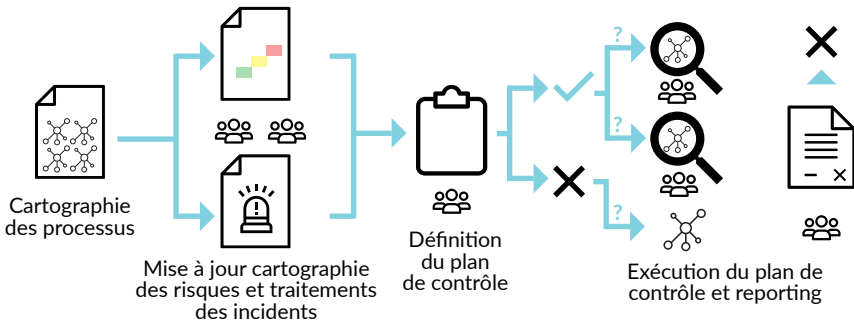 Cartographie
des processus
Mise à jour cartographie
des risques et traitements
des incidents
!
Définition
du plan
de contrôle
?
?
?
Exécution du plan de
contrôle et reporting